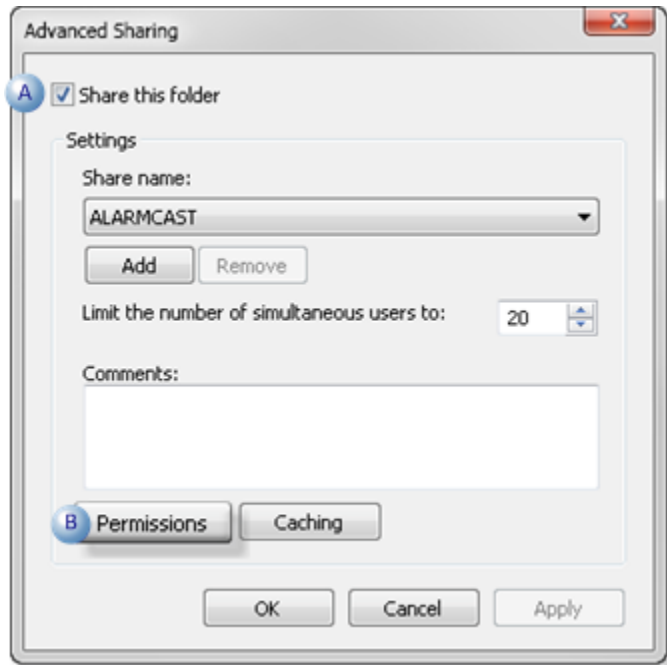 Advanced Sharing
A Share this folder
Settings
Share name:
ALARMCAST
Add Remove
Limit the number of simultaneous users to: 20
Comments:
B Permissions Caching
OK Cancel Apply